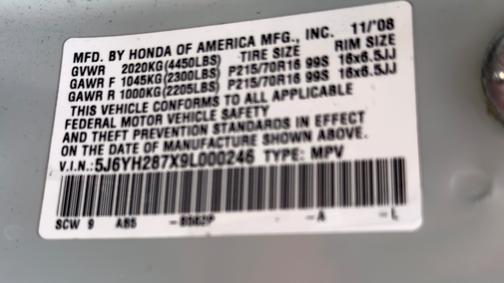 MFD. BY HONDA OF AMERICA MFG., INC. 11/'08
GVWR 2020KG(4450LBS) TIRE SIZE RIM SIZE
GAWR F 1045KG(2300LBS) P215/70R16 99S 16x6.5JJ
GAWR R 1000KG(2205LBS) P215/70R16 99S 16x6.5JJ
THIS VEHICLE CONFORMS TO ALL APPLICABLE
FEDERAL MOTOR VEHICLE SAFETY
AND THEFT PREVENTION STANDARDS IN EFFECT
ON THE DATE OF MANUFACTURE SHOWN ABOVE.
V.I.N.: 5J6YH287X9L000246 TYPE: MPV
SCW 9 AB5 -A -L